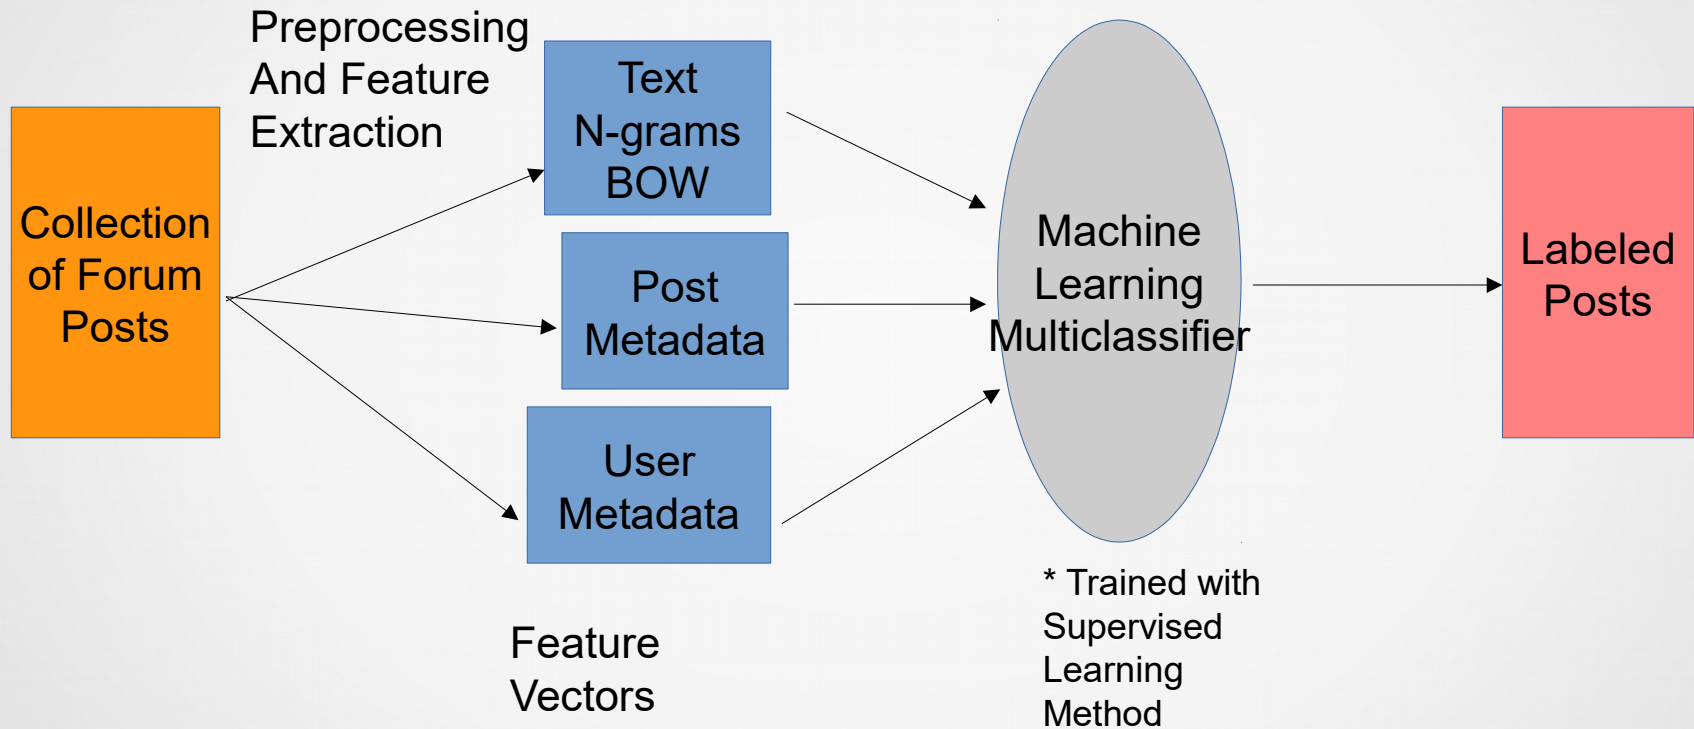 Preprocessing
And Feature
Extraction
Collection
of Forum
Posts
Text
N-grams
BOW
Post
Metadata
User
Metadata
Feature
Vectors
Machine
Learning
Multiclassifier
* Trained with
Supervised
Learning
Method
Labeled
Posts